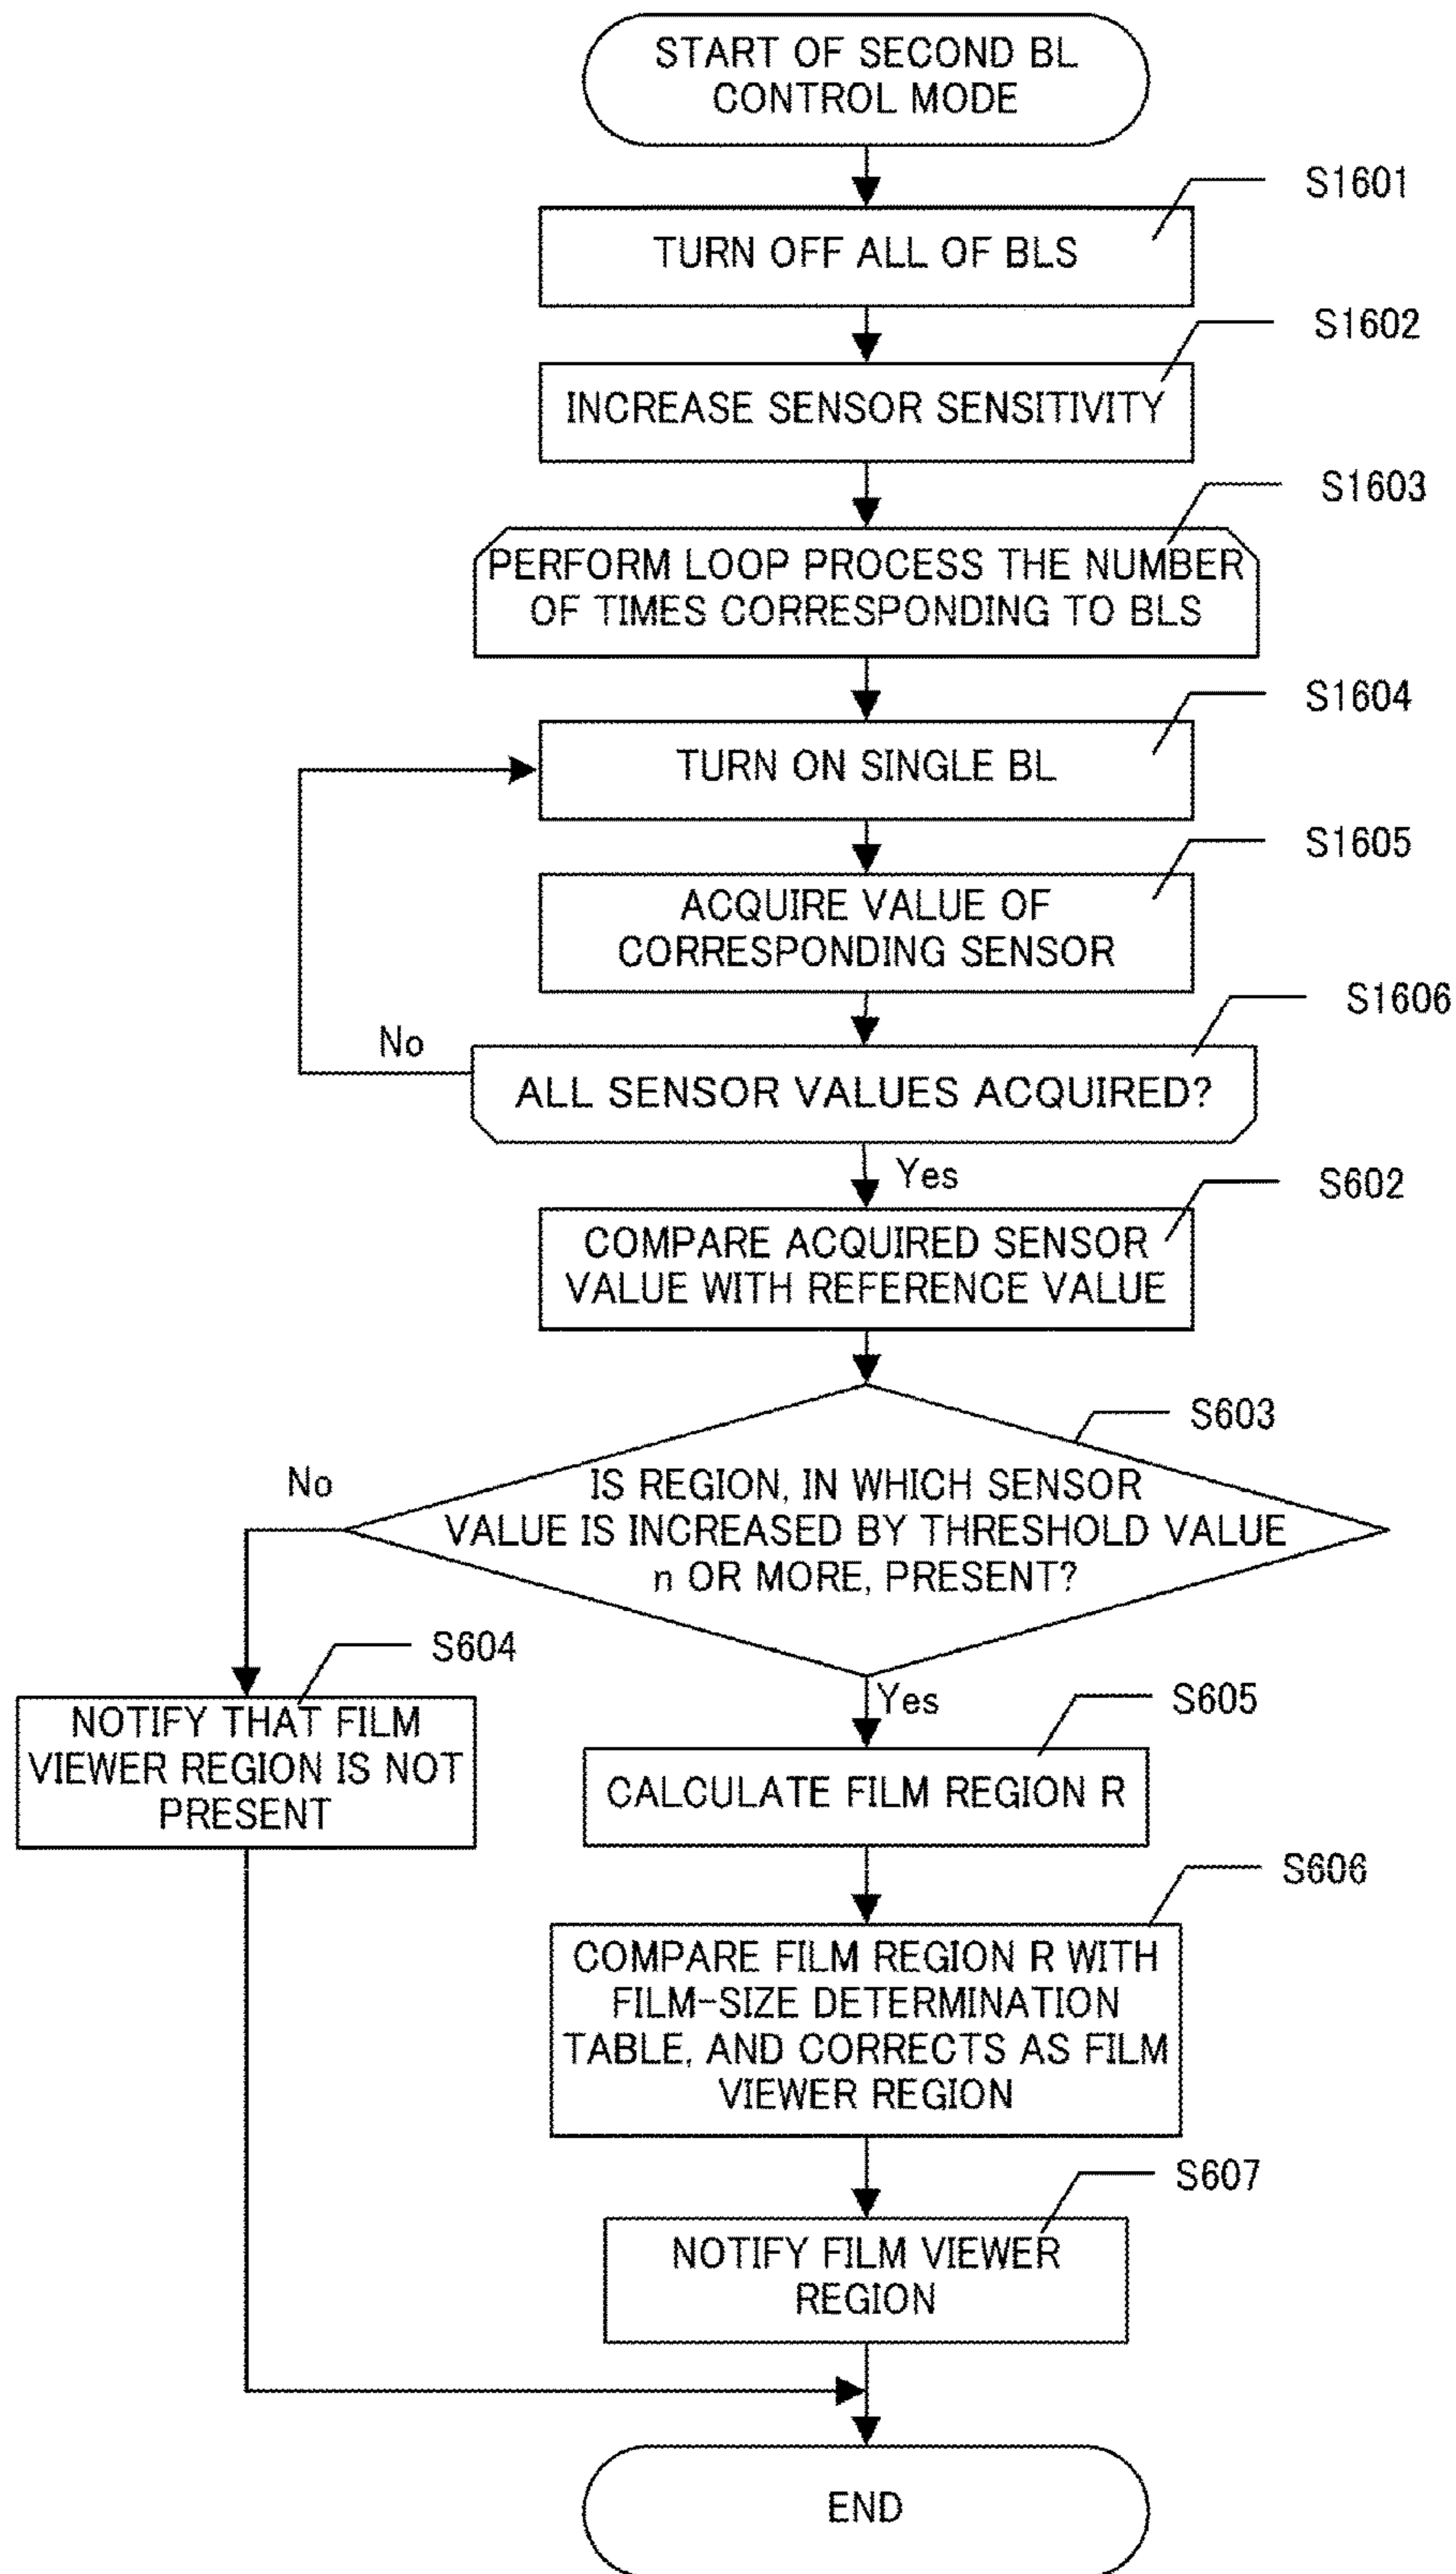 START OF SECOND BL
CONTROL MODE
S1601
TURN OFF ALL OF BLS
S1602
INCREASE SENSOR SENSITIVITY
S1603
PERFORM LOOP PROCESS THE NUMBER
OF TIMES CORRESPONDING TO BLS
S1604
TURN ON SINGLE BL
S1605
ACQUIRE VALUE OF
CORRESPONDING SENSOR
S1606
No
ALL SENSOR VALUES ACQUIRED?
Yes
S602
COMPARE ACQUIRED SENSOR
VALUE WITH REFERENCE VALUE
S603
No
IS REGION, IN WHICH SENSOR
VALUE IS INCREASED BY THRESHOLD VALUE
n OR MORE, PRESENT?
S604
NOTIFY THAT FILM
VIEWER REGION IS NOT
PRESENT
Yes
S605
CALCULATE FILM REGION R
S606
COMPARE FILM REGION R WITH
FILM-SIZE DETERMINATION
TABLE, AND CORRECTS AS FILM
VIEWER REGION
S607
NOTIFY FILM VIEWER
REGION
END